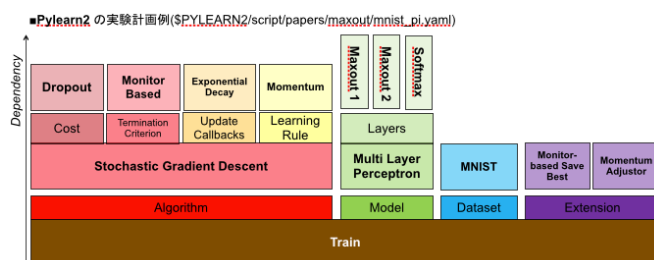 ■Pylearn2 の実験計画例($PYLEARN2/script/papers/maxout/mnist_pi.yaml)
Dependency
Dropout
Monitor
Based
Exponential
Decay
Momentum
Maxout 1
Maxout 2
Softmax
Cost
Termination
Criterion
Update
Callbacks
Learning
Rule
Layers
Stochastic Gradient Descent
Multi Layer
Perceptron
MNIST
Monitor-
based Save
Best
Momentum
Adjustor
Algorithm
Model
Dataset
Extension
Train